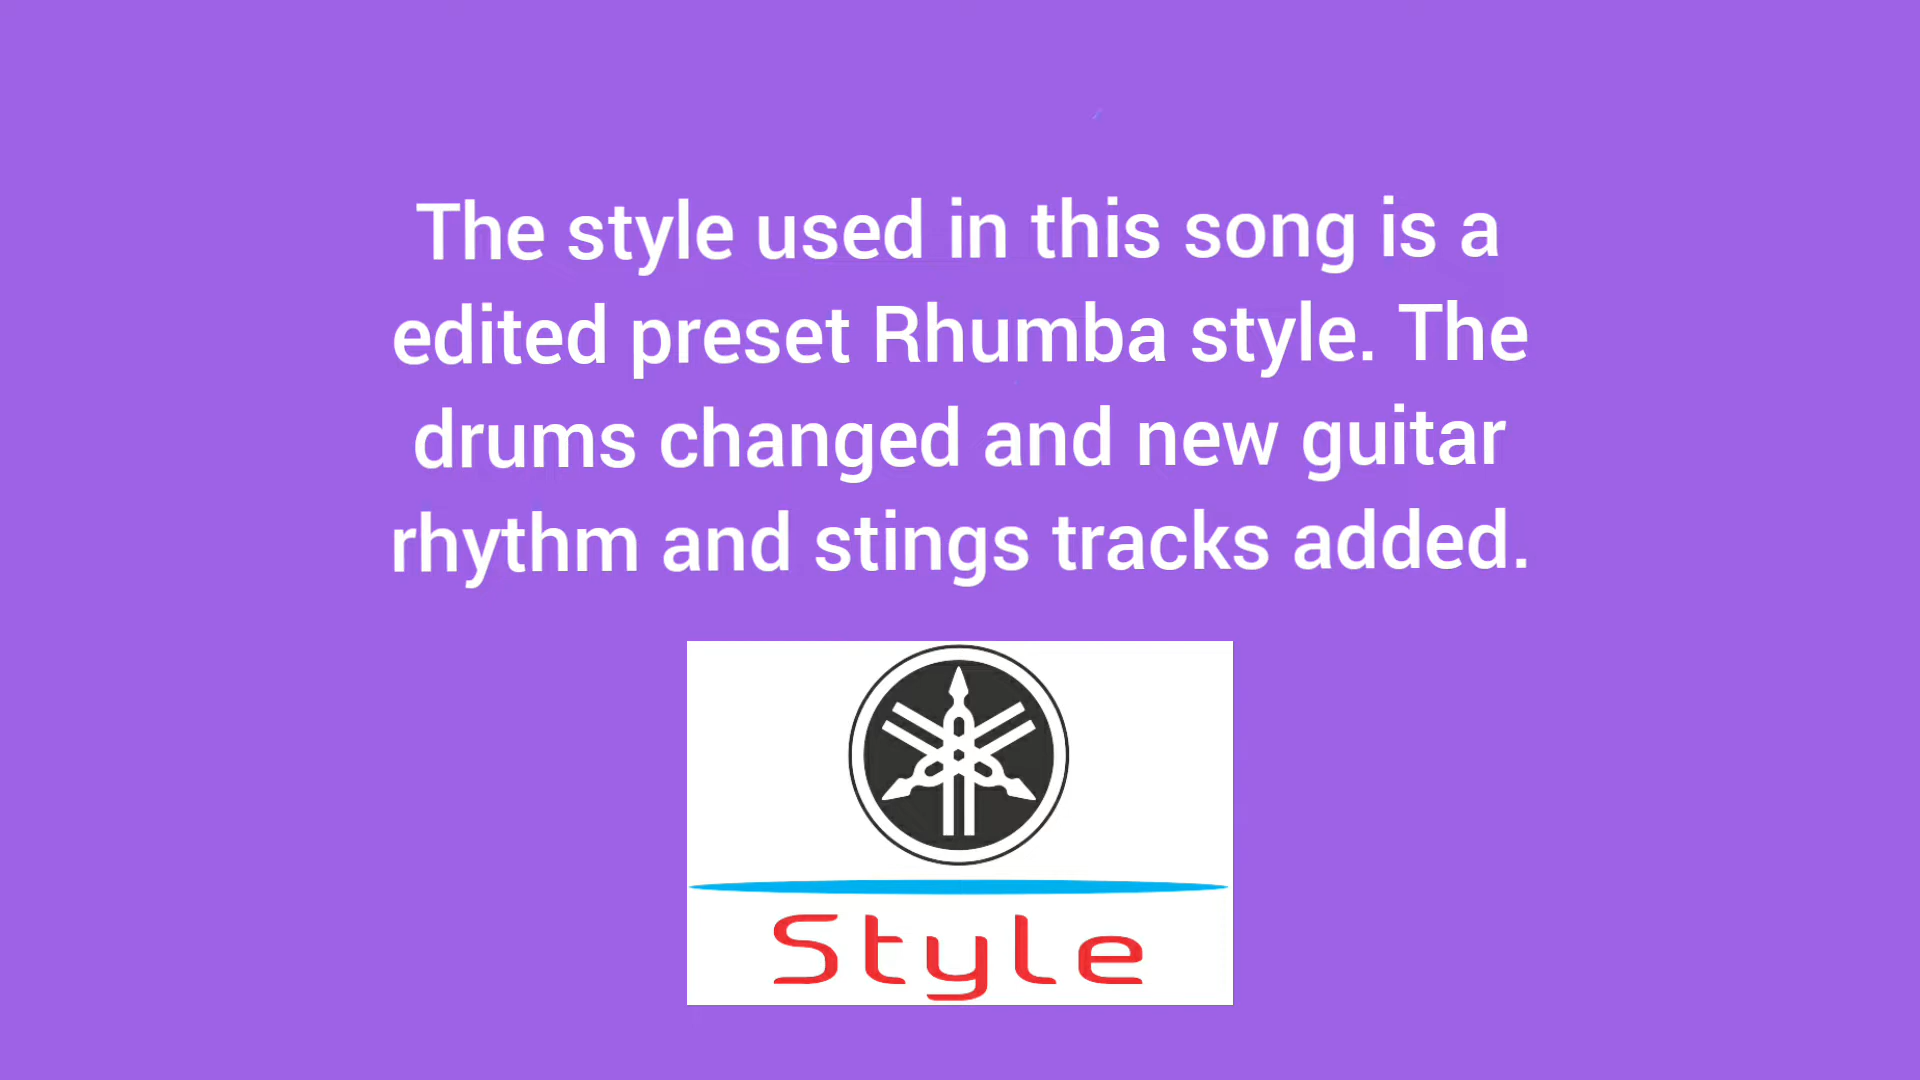 The style used in this song is a
edited preset Rhumba style. The
drums changed and new guitar
rhythm and stings tracks added.
Style